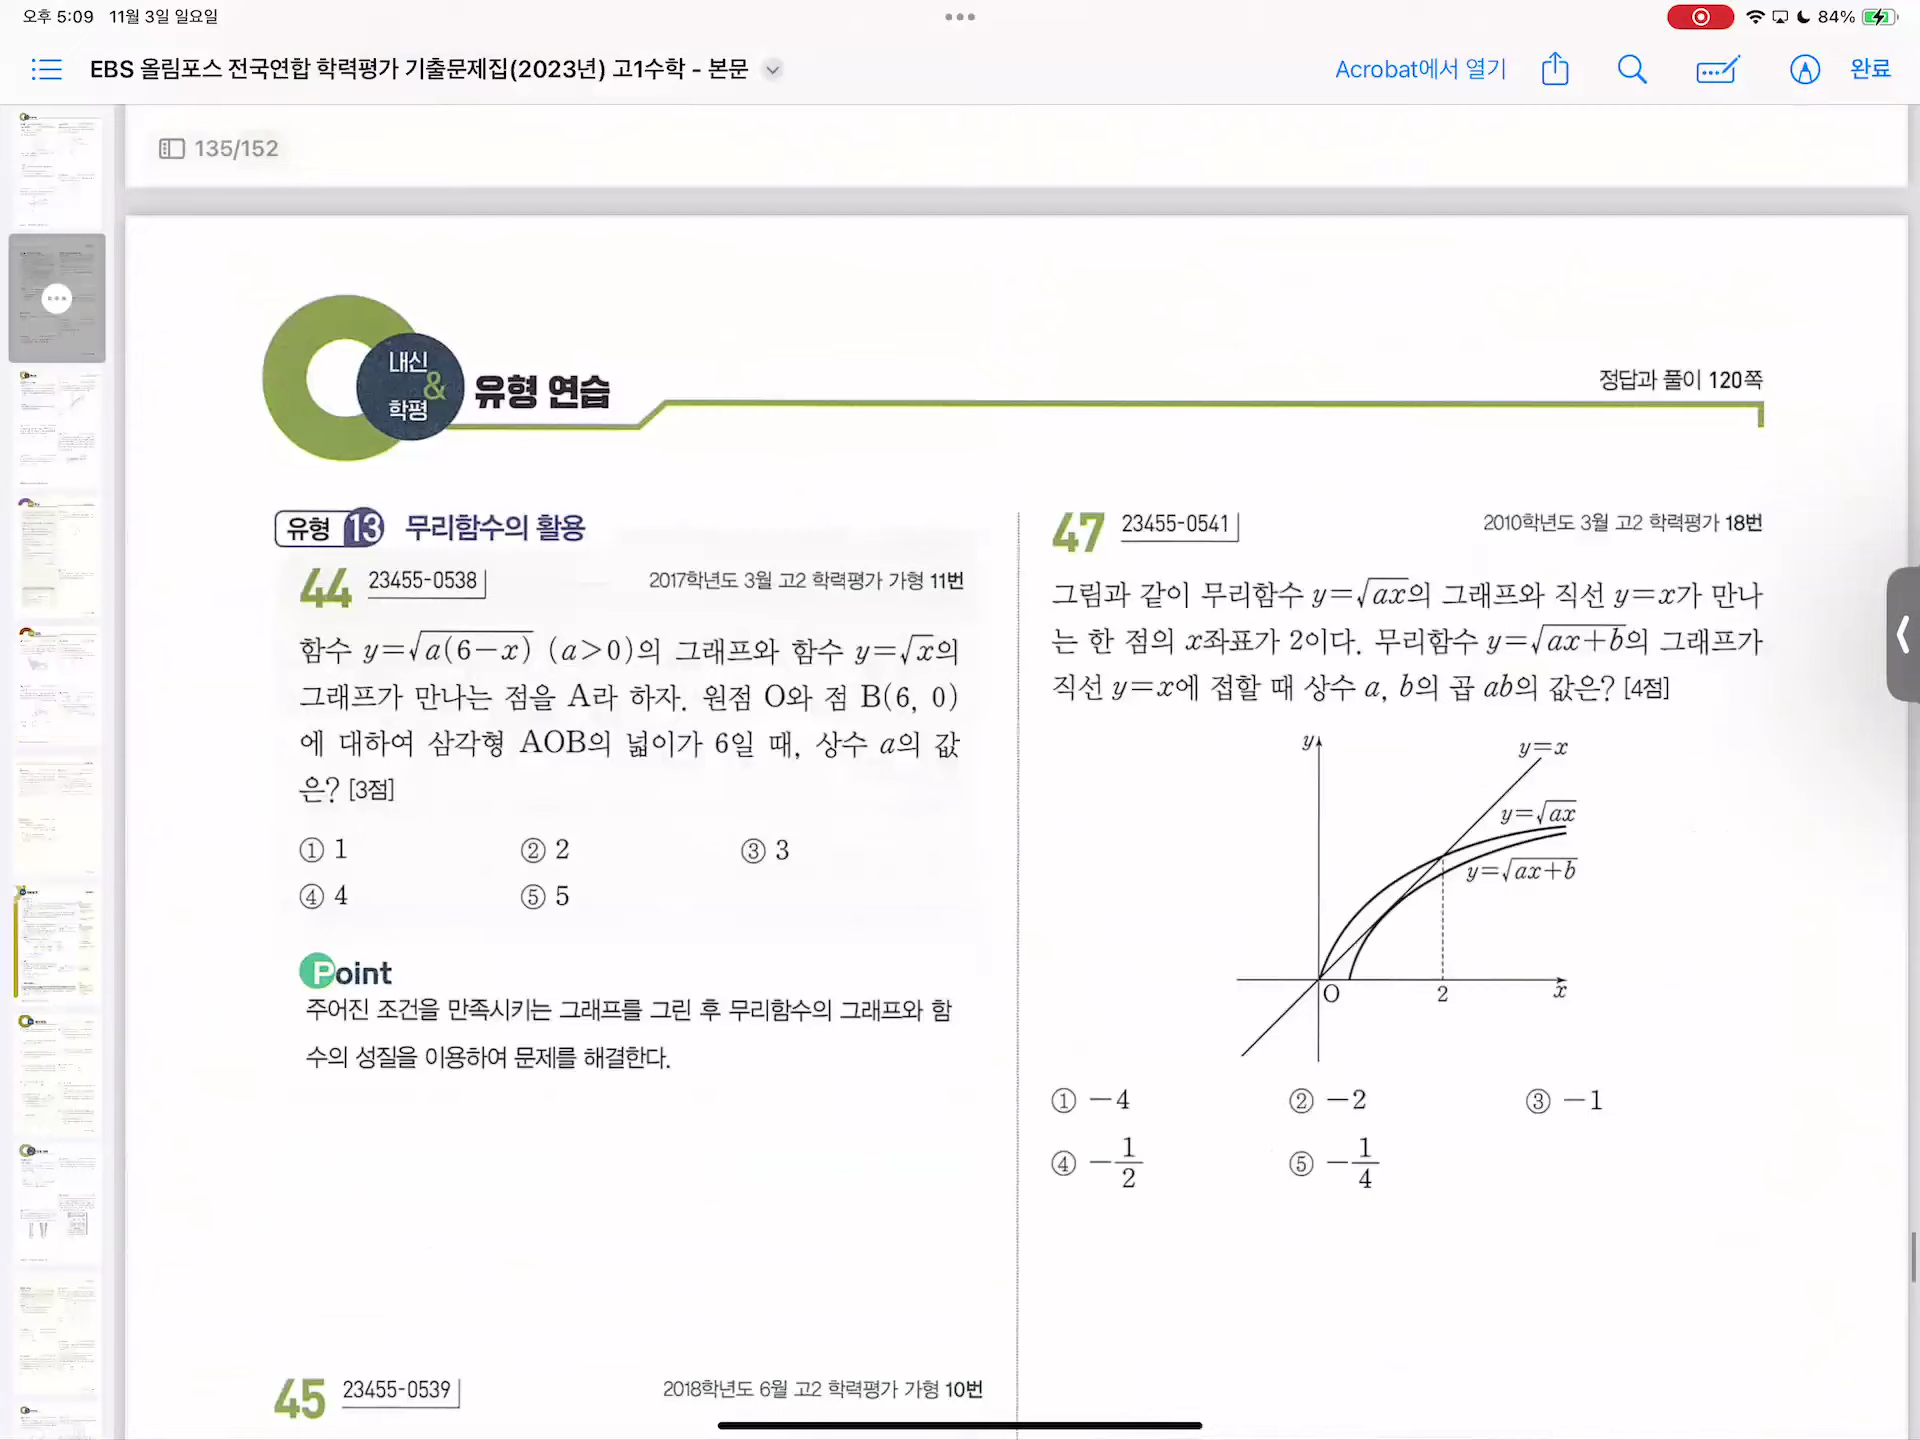 오후 5:09 11월 3일 일요일
84%
EBS 올림포스 전국연합 학력평가 기출문제집(2023년) 고1수학 - 본문
Acrobat에서 열기
완료
135/152
내신
&
학평
유형 연습
정답과 풀이 120쪽
유형 13 무리함수의 활용
44 23455-0538 2017학년도 3월 고2 학력평가 가형 11번
함수 y=√a(6−x) (a>0)의 그래프와 함수 y=√x의
그래프가 만나는 점을 A라 하자. 원점 O와 점 B(6, 0)
에 대하여 삼각형 AOB의 넓이가 6일 때, 상수 a의 값
은? [3점]
① 1 ② 2 ③ 3
④ 4 ⑤ 5
Point
주어진 조건을 만족시키는 그래프를 그린 후 무리함수의 그래프와 함
수의 성질을 이용하여 문제를 해결한다.
45 23455-0539 2018학년도 6월 고2 학력평가 가형 10번
47 23455-0541 2010학년도 3월 고2 학력평가 18번
그림과 같이 무리함수 y=√ax의 그래프와 직선 y=x가 만나
는 한 점의 x좌표가 2이다. 무리함수 y=√ax+b의 그래프가
직선 y=x에 접할 때 상수 a, b의 곱 ab의 값은? [4점]
y
y=x
y=√ax
y=√ax+b
O 2 x
① −4 ② −2 ③ −1
④ −1/2 ⑤ −1/4